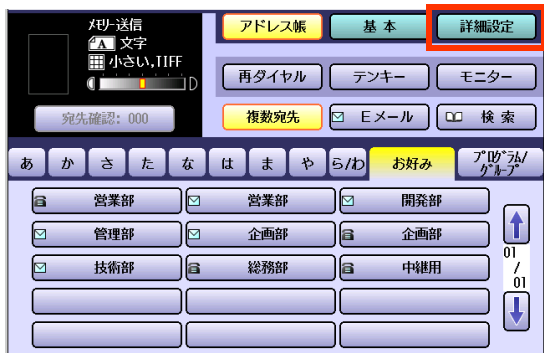 ﾒﾓﾘｰ送信
A 文字
小さい,TIFF
D
宛先確認: 000
アドレス帳
基本
詳細設定
再ダイヤル
テンキー
モニター
複数宛先
Eメール
検索
あ
か
さ
た
な
は
ま
や
ら/わ
お好み
ﾌﾟﾛｸﾞﾗﾑ/
ｸﾞﾙｰﾌﾟ
営業部
営業部
開発部
管理部
企画部
企画部
技術部
総務部
中継用
01
/
01